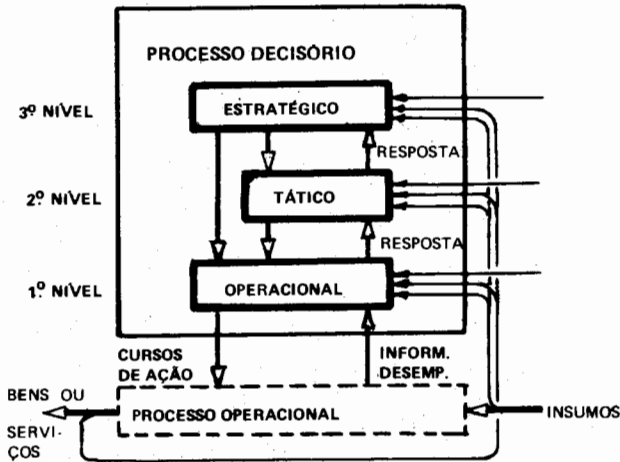 PROCESSO DECISÓRIO
ESTRATÉGICO
3º NÍVEL
RESPOSTA
TÁTICO
2º NÍVEL
RESPOSTA
OPERACIONAL
1º NÍVEL
CURSOS
DE AÇÃO
INFORM.
DESEMP.
BENS OU
SERVI-
ÇOS
PROCESSO OPERACIONAL
INSUMOS